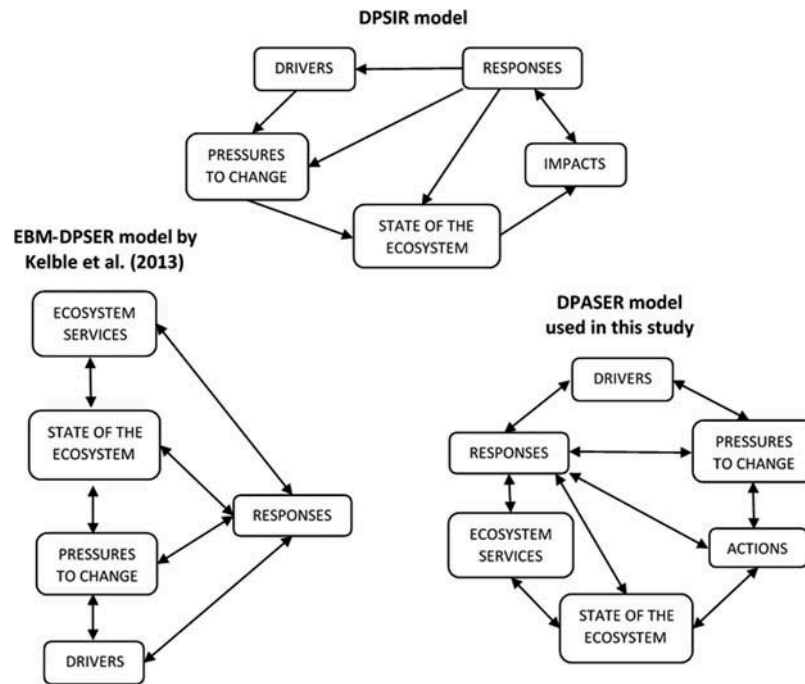 DPSIR model
DRIVERS
RESPONSES
PRESSURES
TO CHANGE
IMPACTS
STATE OF THE
ECOSYSTEM
EBM-DPSER model by
Kelble et al. (2013)
ECOSYSTEM
SERVICES
STATE OF THE
ECOSYSTEM
RESPONSES
PRESSURES
TO CHANGE
DRIVERS
DPASER model
used in this study
DRIVERS
RESPONSES
PRESSURES
TO CHANGE
ECOSYSTEM
SERVICES
ACTIONS
STATE OF THE
ECOSYSTEM